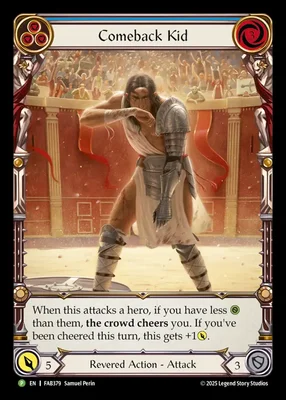 Comeback Kid
When this attacks a hero, if you have less
than them, the crowd cheers you. If you've
been cheered this turn, this gets +1.
5
Revered Action - Attack
3
P EN | FAB379 Samuel Perin
© 2025 Legend Story Studios